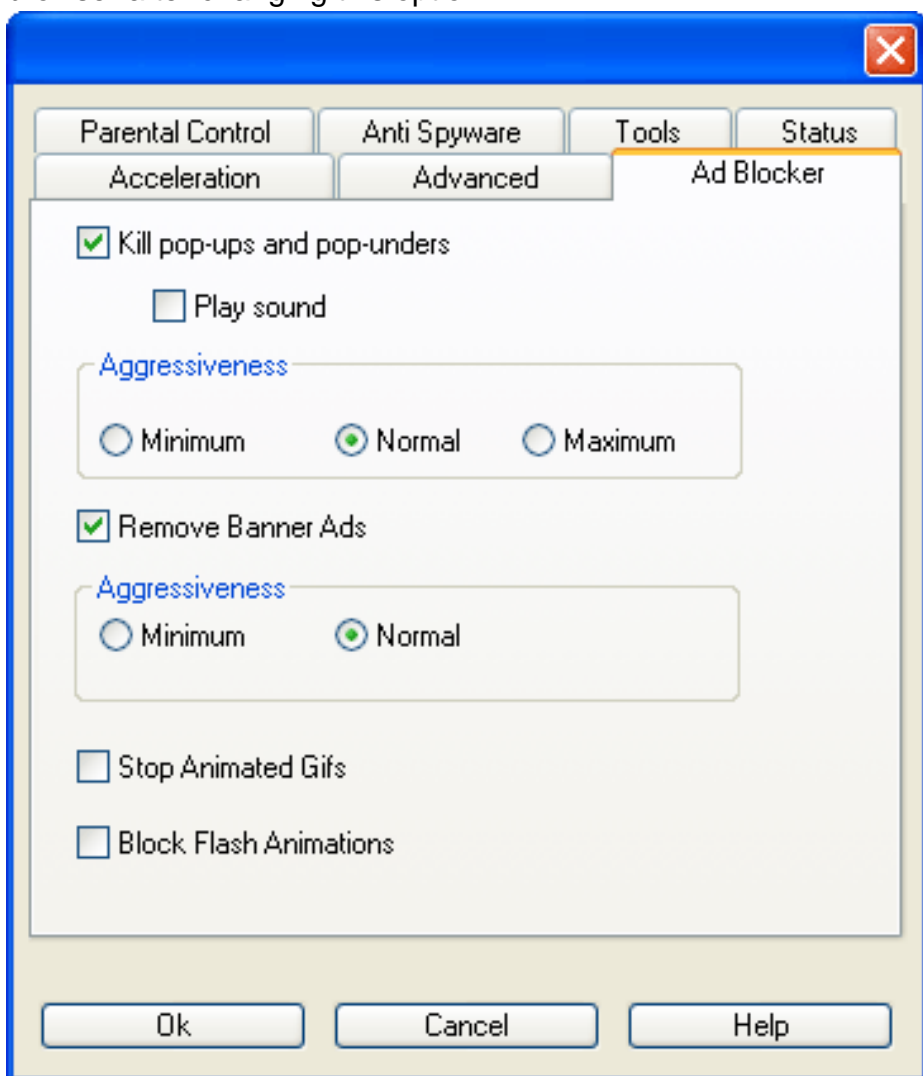 Parental Control Anti Spyware Tools Status
Acceleration Advanced Ad Blocker
Kill pop-ups and pop-unders
Play sound
Aggressiveness
Minimum Normal Maximum
Remove Banner Ads
Aggressiveness
Minimum Normal
Stop Animated Gifs
Block Flash Animations
Ok Cancel Help